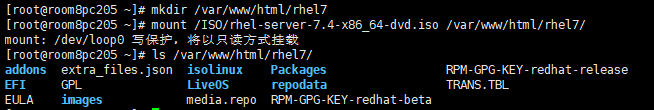 [root@room8pc205 ~]# mkdir /var/www/html/rhel7
[root@room8pc205 ~]# mount /ISO/rhel-server-7.4-x86_64-dvd.iso /var/www/html/rhel7/
mount: /dev/loop0 写保护，将以只读方式挂载
[root@room8pc205 ~]# ls /var/www/html/rhel7/
addons extra_files.json isolinux Packages RPM-GPG-KEY-redhat-release
EFI GPL LiveOS repodata TRANS.TBL
EULA images media.repo RPM-GPG-KEY-redhat-beta